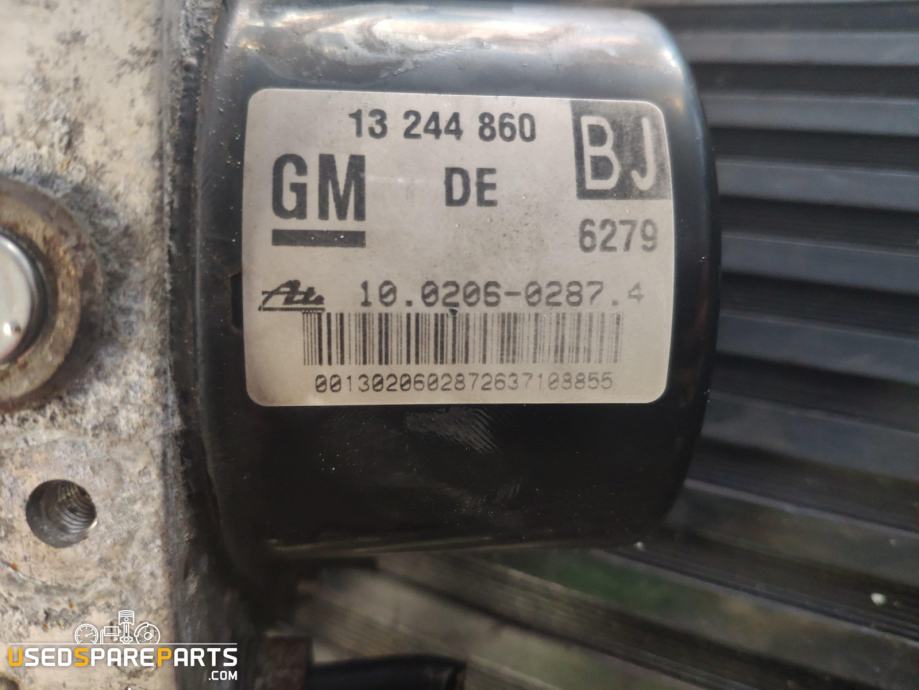 13 244 860
BJ
GM DE
6279
Ate 10.0206-0287.4
0013020602872637108855
USEDSPAREPARTS
.COM